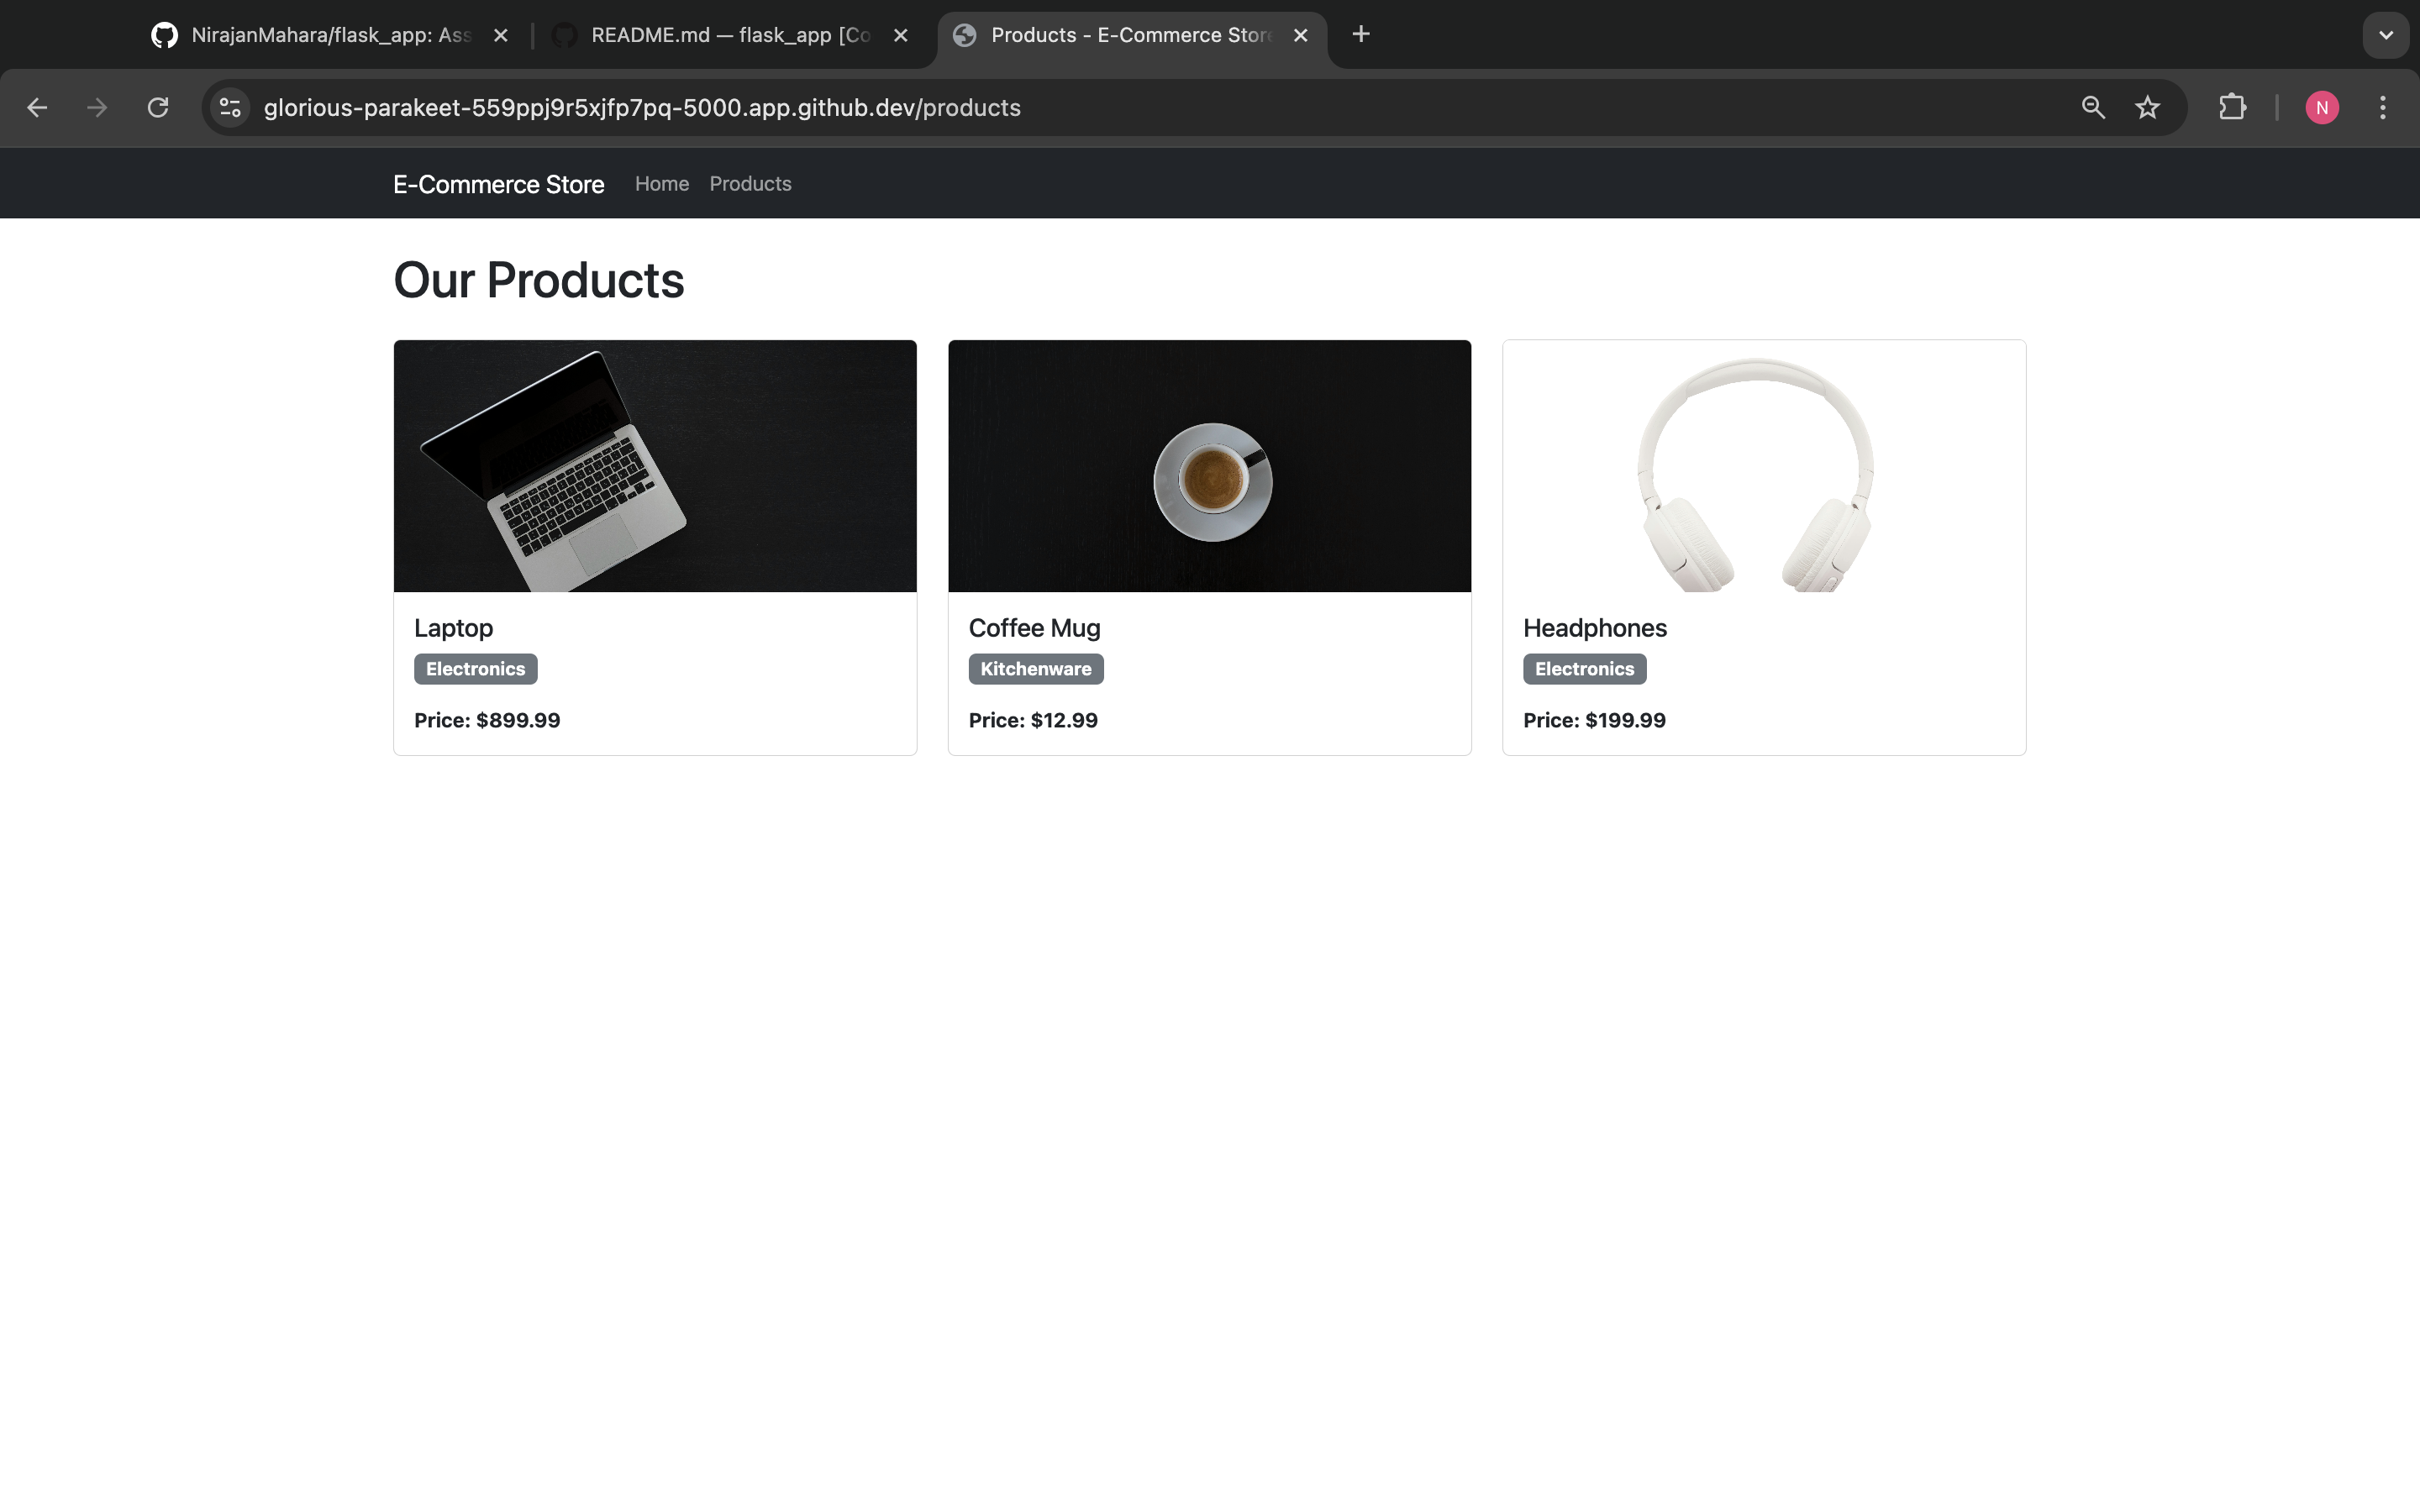 NirajanMahara/flask_app: Ass
README.md — flask_app [Co
Products - E-Commerce Store
glorious-parakeet-559ppj9r5xjfp7pq-5000.app.github.dev/products
N
E-Commerce Store Home Products
Our Products
Laptop
Electronics
Price: $899.99
Coffee Mug
Kitchenware
Price: $12.99
Headphones
Electronics
Price: $199.99